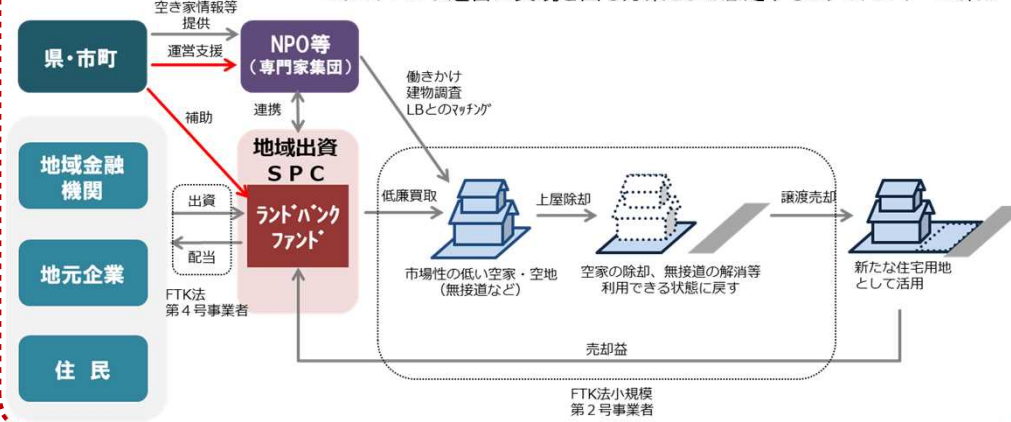 空き家情報等
提供
県・市町
運営支援
NPO等
（専門家集団）
補助
連携
働きかけ
建物調査
LBとのﾏｯﾁﾝｸﾞ
地域金融
機関
地元企業
住 民
出資
配当
FTK法
第４号事業者
地域出資
ＳＰＣ
ﾗﾝﾄﾞﾊﾞﾝｸ
ﾌｧﾝﾄﾞ
低廉買取
上屋除却
譲渡売却
市場性の低い空家・空地
（無接道など）
空家の除却、無接道の解消等
利用できる状態に戻す
新たな住宅用地
として活用
売却益
FTK法小規模
第２号事業者